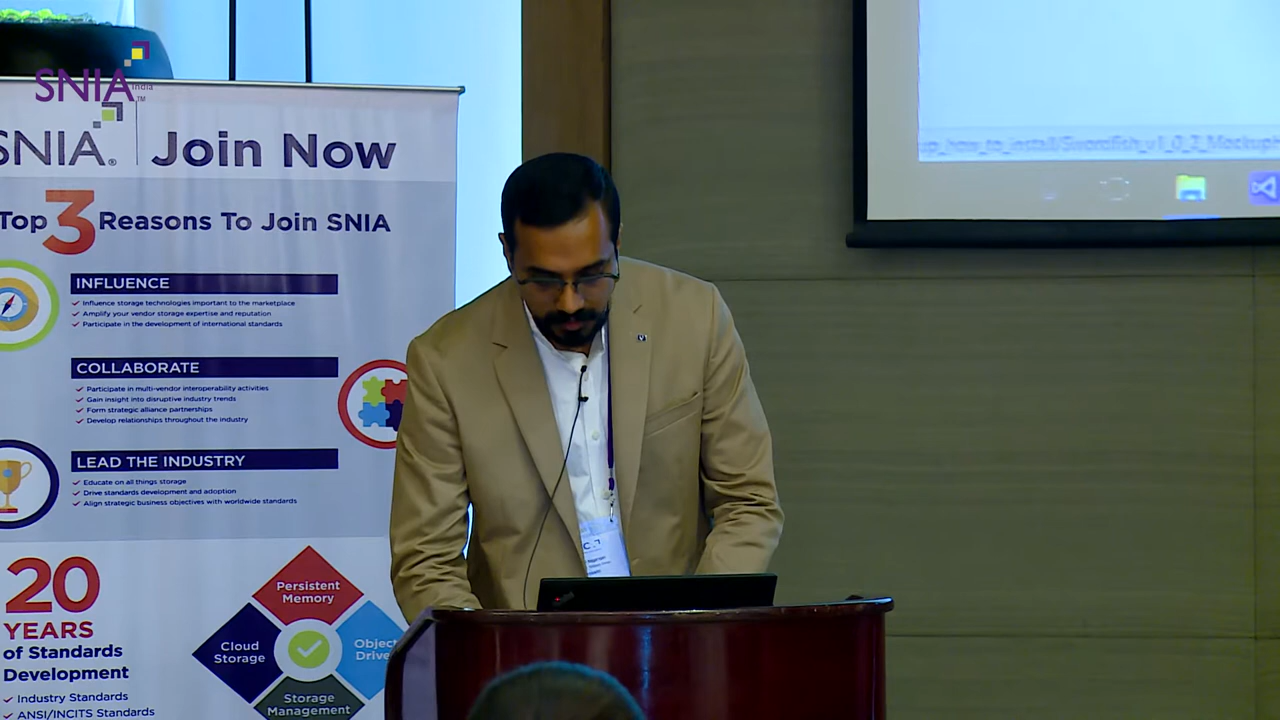 SNIA
India
TM
SNIA.®
Join Now
Top 3 Reasons To Join SNIA
INFLUENCE
Influence storage technologies important to the marketplace
Amplify your vendor storage expertise and reputation
Participate in the development of international standards
COLLABORATE
Participate in multi-vendor interoperability activities
Gain insight into disruptive industry trends
Form strategic alliance partnerships
Develop relationships throughout the industry
LEAD THE INDUSTRY
Educate on all things storage
Drive standards development and adoption
Align strategic business objectives with worldwide standards
20
YEARS
of Standards
Development
Industry Standards
ANSI/INCITS Standards
Persistent
Memory
Cloud
Storage
Object
Drive
Storage
Management